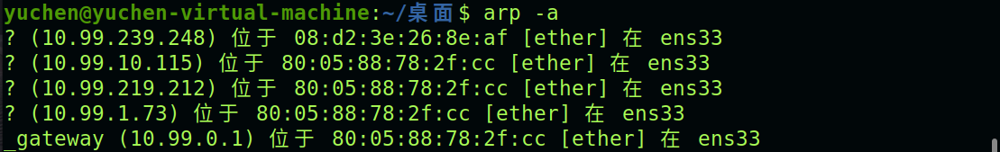 yuchen@yuchen-virtual-machine:~/桌面$ arp -a
? (10.99.239.248) 位于 08:d2:3e:26:8e:af [ether] 在 ens33
? (10.99.10.115) 位于 80:05:88:78:2f:cc [ether] 在 ens33
? (10.99.219.212) 位于 80:05:88:78:2f:cc [ether] 在 ens33
? (10.99.1.73) 位于 80:05:88:78:2f:cc [ether] 在 ens33
_gateway (10.99.0.1) 位于 80:05:88:78:2f:cc [ether] 在 ens33